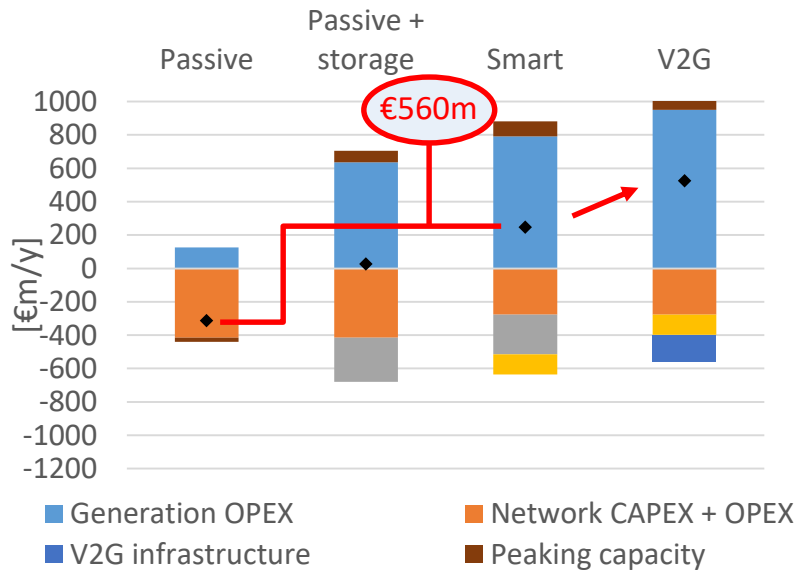 Passive
Passive +
storage
Smart
V2G
€560m
[€m/y]
1000
800
600
400
200
0
-200
-400
-600
-800
-1000
-1200
Generation OPEX
Network CAPEX + OPEX
V2G infrastructure
Peaking capacity